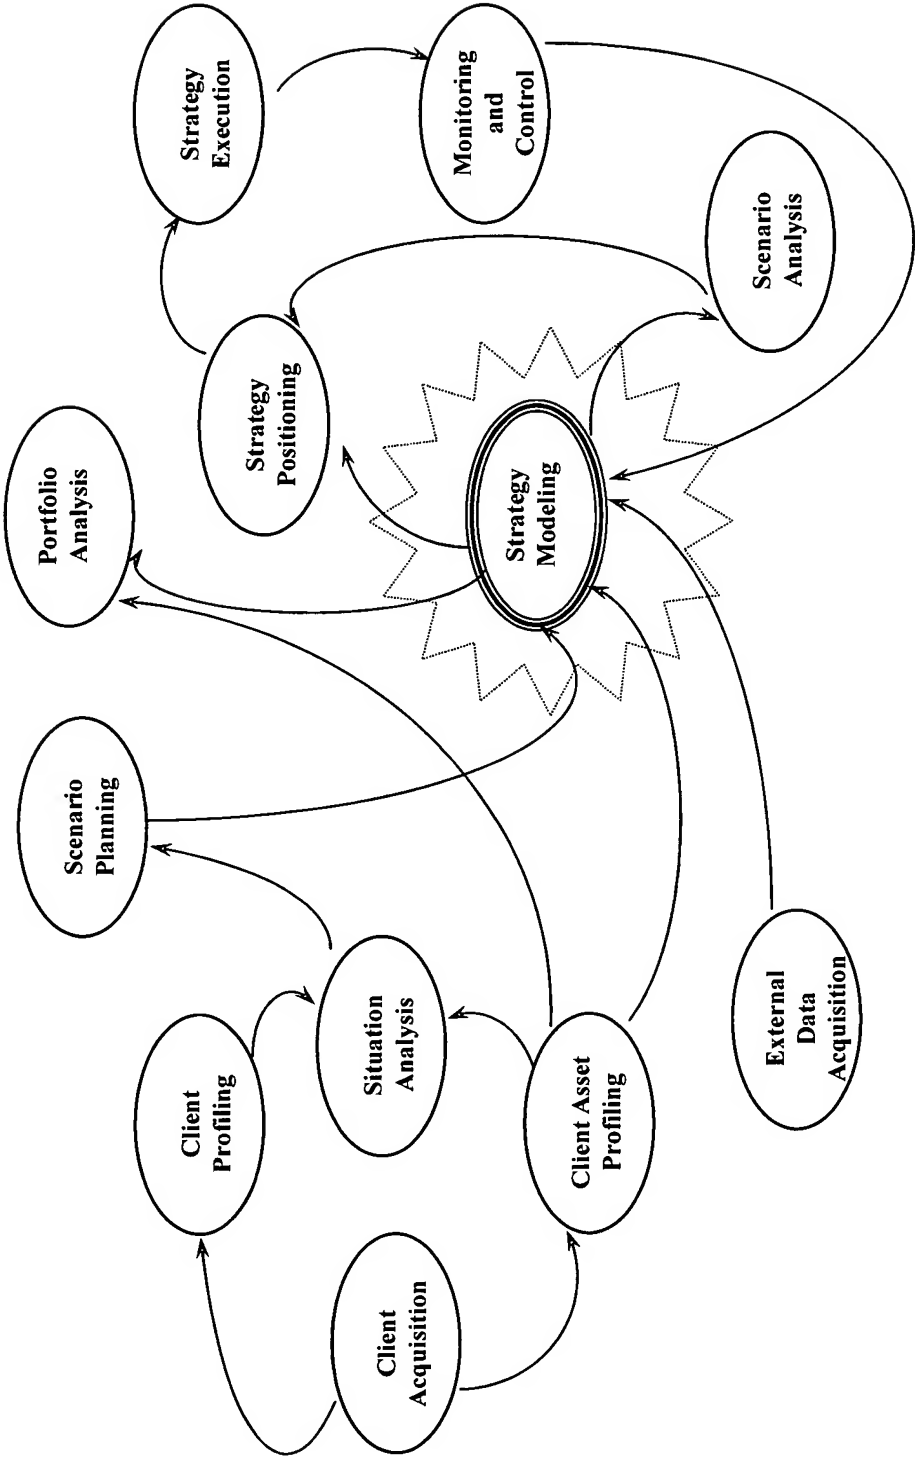 Scenario
Planning
Portfolio
Analysis
Client
Profiling
Strategy
Execution
Strategy
Positioning
Client
Acquisition
Situation
Analysis
Monitoring
and
Control
Strategy
Modeling
Client Asset
Profiling
External
Data
Acquisition
Scenario
Analysis